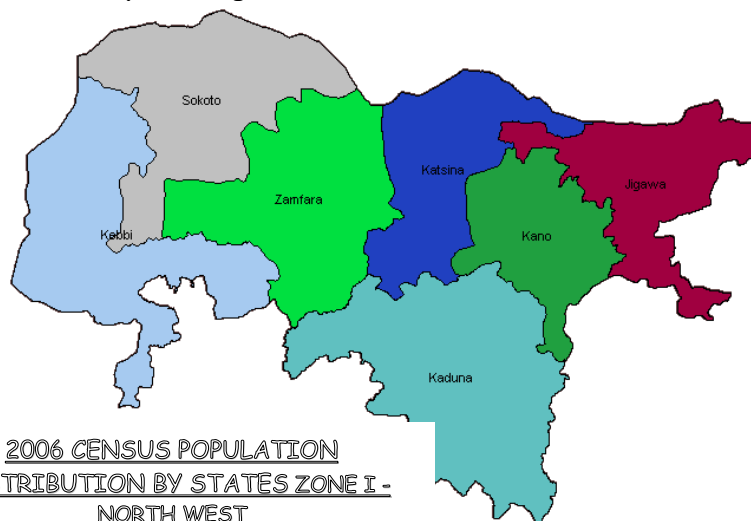 Sokoto
Katsina
Jigawa
Zamfara
Kebbi
Kano
Kaduna
2006 CENSUS POPULATION
TRIBUTION BY STATES ZONE I -
NORTH WEST